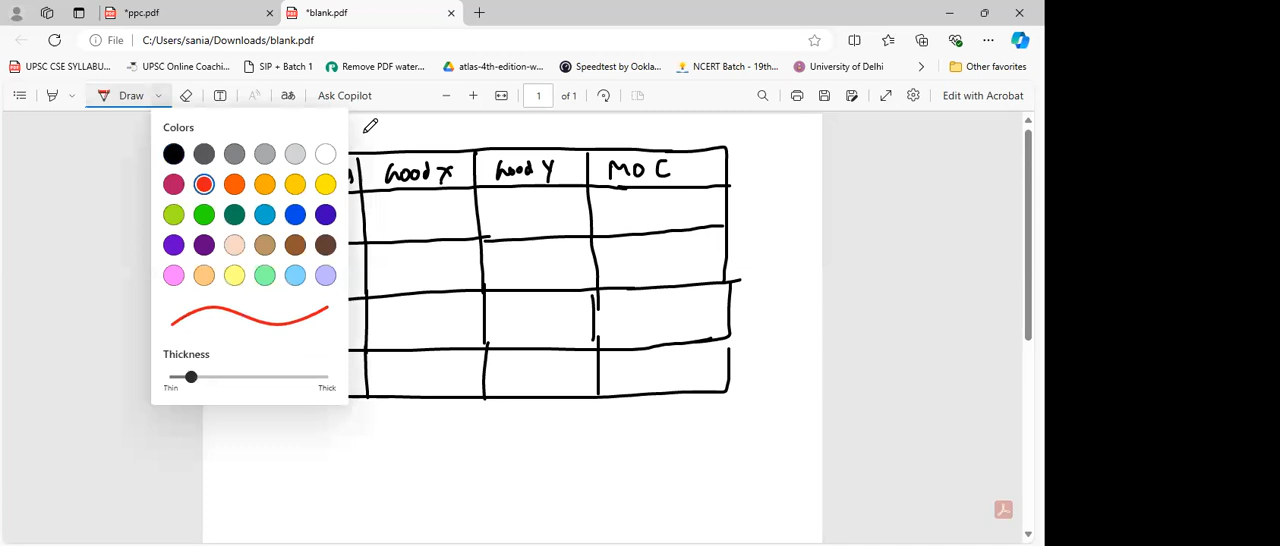 *ppc.pdf
*blank.pdf
File C:/Users/sania/Downloads/blank.pdf
UPSC CSE SYLLABU... UPSC Online Coachi... SIP + Batch 1 Remove PDF water... atlas-4th-edition-w... Speedtest by Ookla... NCERT Batch - 19th... University of Delhi Other favorites
Draw Ask Copilot 1 of 1 Edit with Acrobat
Colors
Good X Good Y MOC
Thickness
Thin Thick